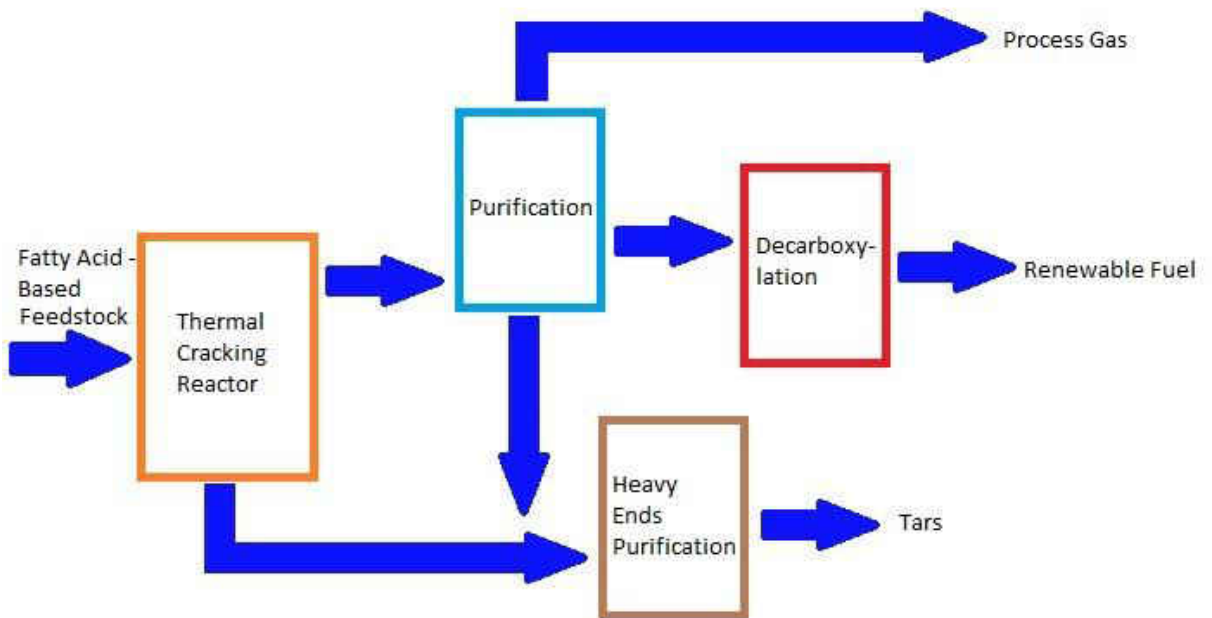 Process Gas
Purification
Decarboxy-
lation
Renewable Fuel
Fatty Acid -
Based
Feedstock
Thermal
Cracking
Reactor
Heavy
Ends
Purification
Tars